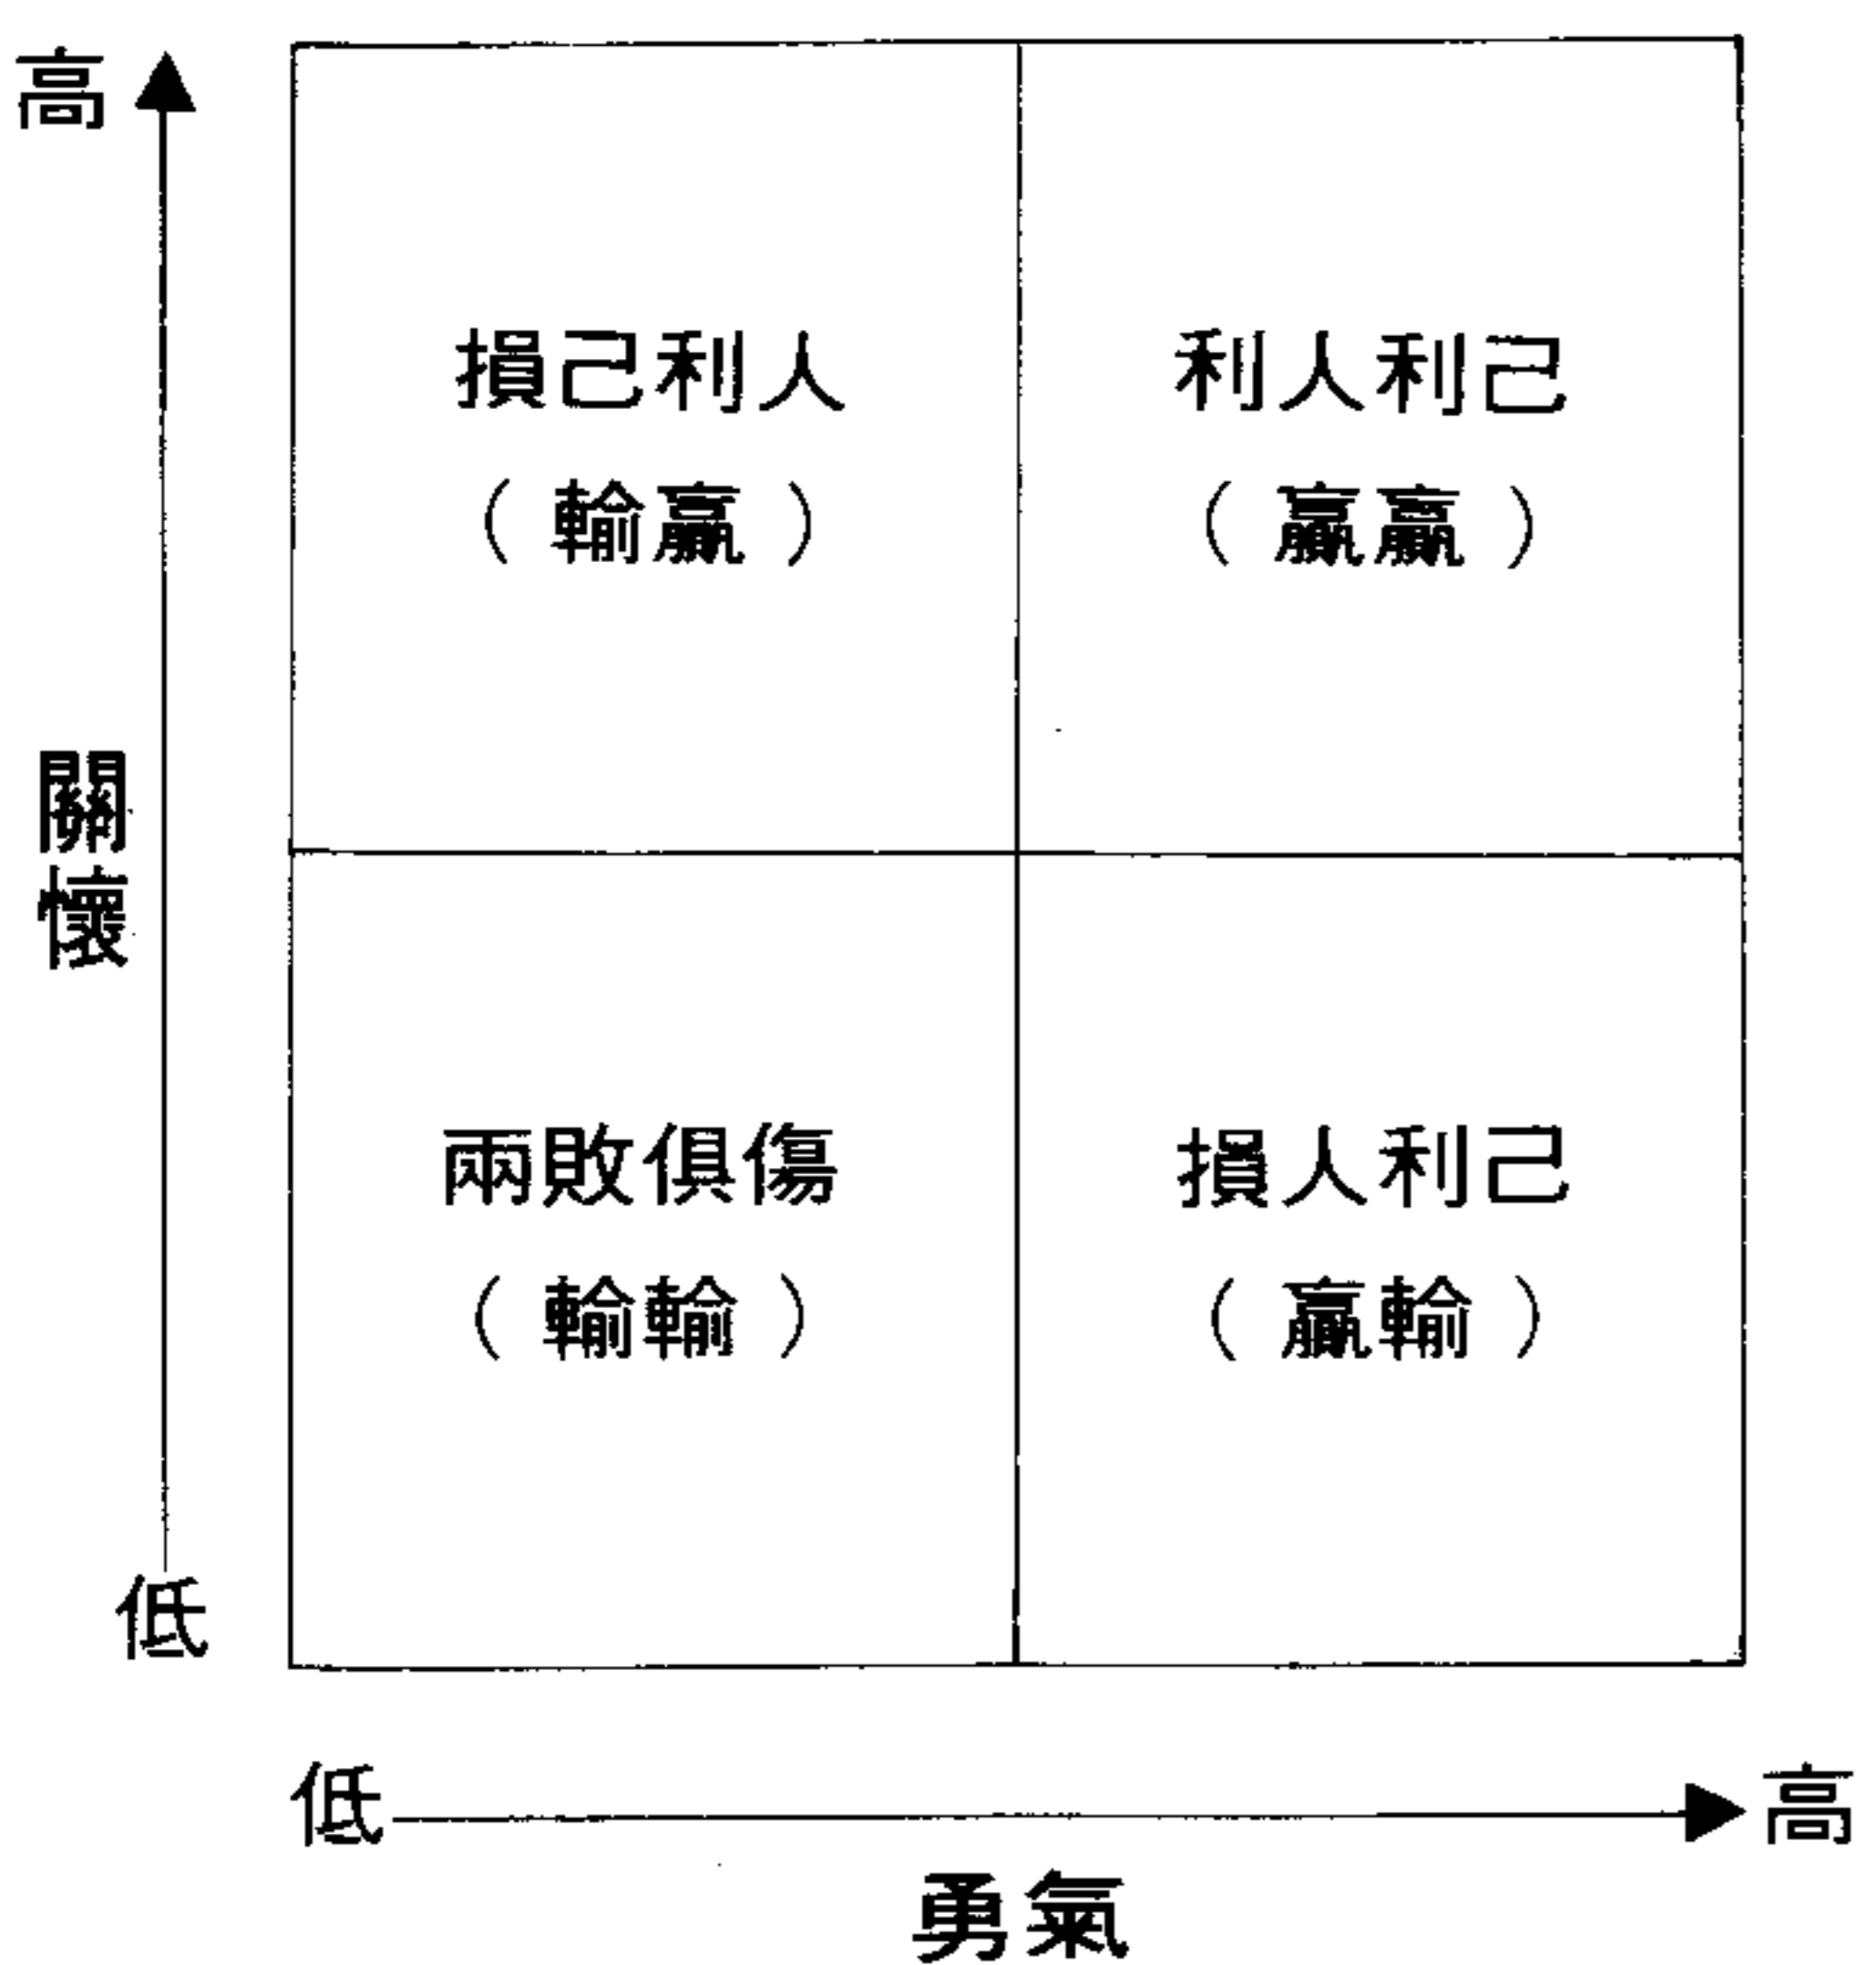 高
損己利人
（輸贏）
利人利己
（贏贏）
關懷
兩敗俱傷
（輸輸）
損人利己
（贏輸）
低
低
高
勇氣